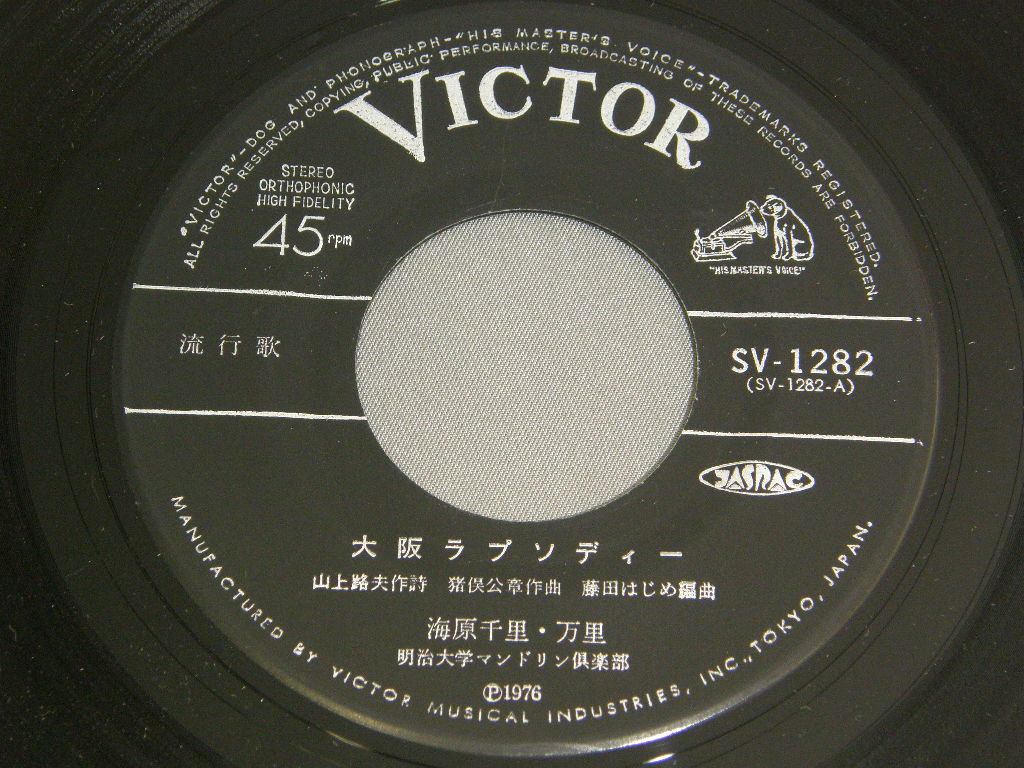 "VICTOR"-DOG AND PHONOGRAPH-"HIS MASTER'S VOICE"-TRADEMARKS REGISTERED.
ALL RIGHTS RESERVED, COPYING, PUBLIC PERFORMANCE, BROADCASTING OF THESE RECORDS ARE FORBIDDEN.
VICTOR
STEREO
ORTHOPHONIC
HIGH FIDELITY
45 rpm
"HIS MASTER'S VOICE"
流行歌
SV-1282
(SV-1282-A)
JASRAC
大阪ラプソディー
山上路夫作詩 猪俣公章作曲 藤田はじめ編曲
海原千里・万里
明治大学マンドリン倶楽部
Ⓟ1976
MANUFACTURED BY VICTOR MUSICAL INDUSTRIES, INC., TOKYO, JAPAN.